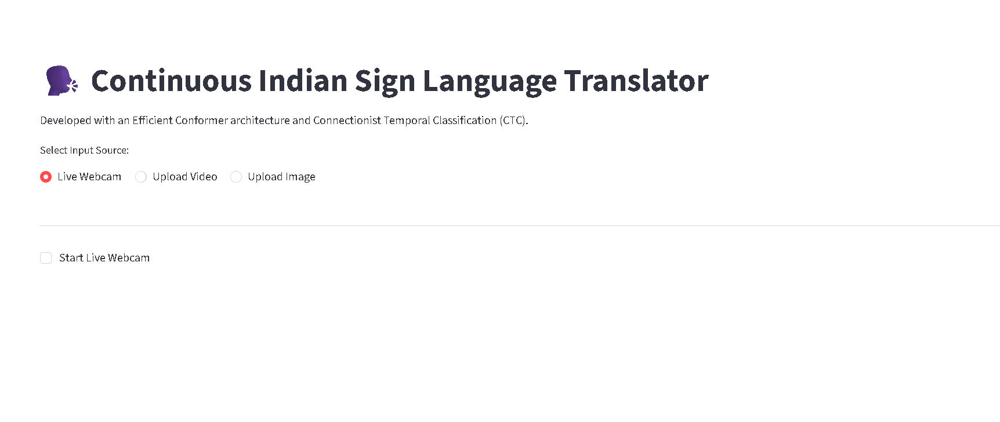 Continuous Indian Sign Language Translator
Developed with an Efficient Conformer architecture and Connectionist Temporal Classification (CTC).
Select Input Source:
Live Webcam Upload Video Upload Image
Start Live Webcam